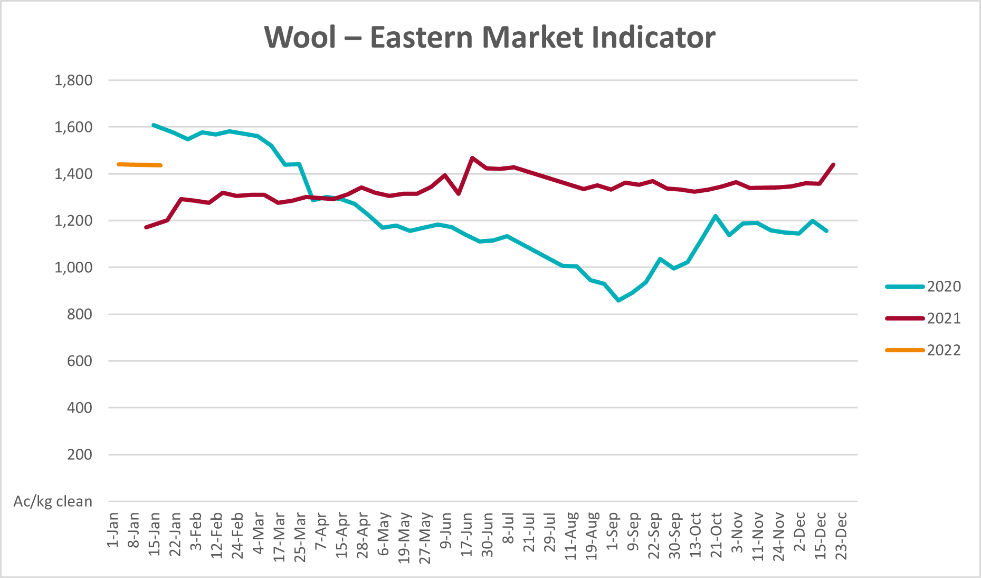 Wool – Eastern Market Indicator
1,800
1,600
1,400
1,200
1,000
800
600
400
200
Ac/kg clean
1-Jan
8-Jan
15-Jan
22-Jan
3-Feb
12-Feb
24-Feb
4-Mar
17-Mar
25-Mar
7-Apr
15-Apr
28-Apr
6-May
19-May
27-May
9-Jun
17-Jun
30-Jun
8-Jul
21-Jul
29-Jul
11-Aug
19-Aug
1-Sep
9-Sep
22-Sep
30-Sep
13-Oct
21-Oct
3-Nov
11-Nov
24-Nov
2-Dec
15-Dec
23-Dec
2020
2021
2022